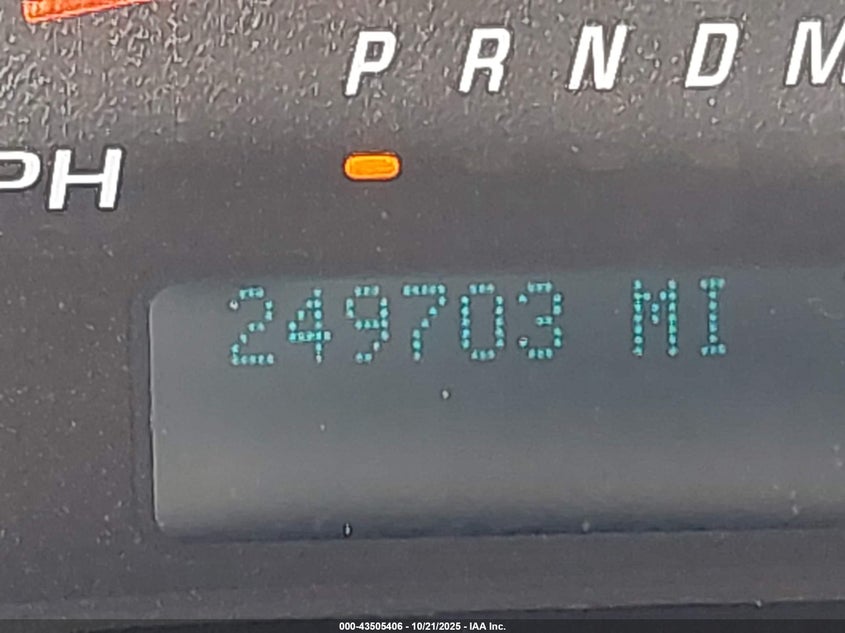 P R N D M
PH
249703 MI
000-43505406 - 10/21/2025 - IAA Inc.